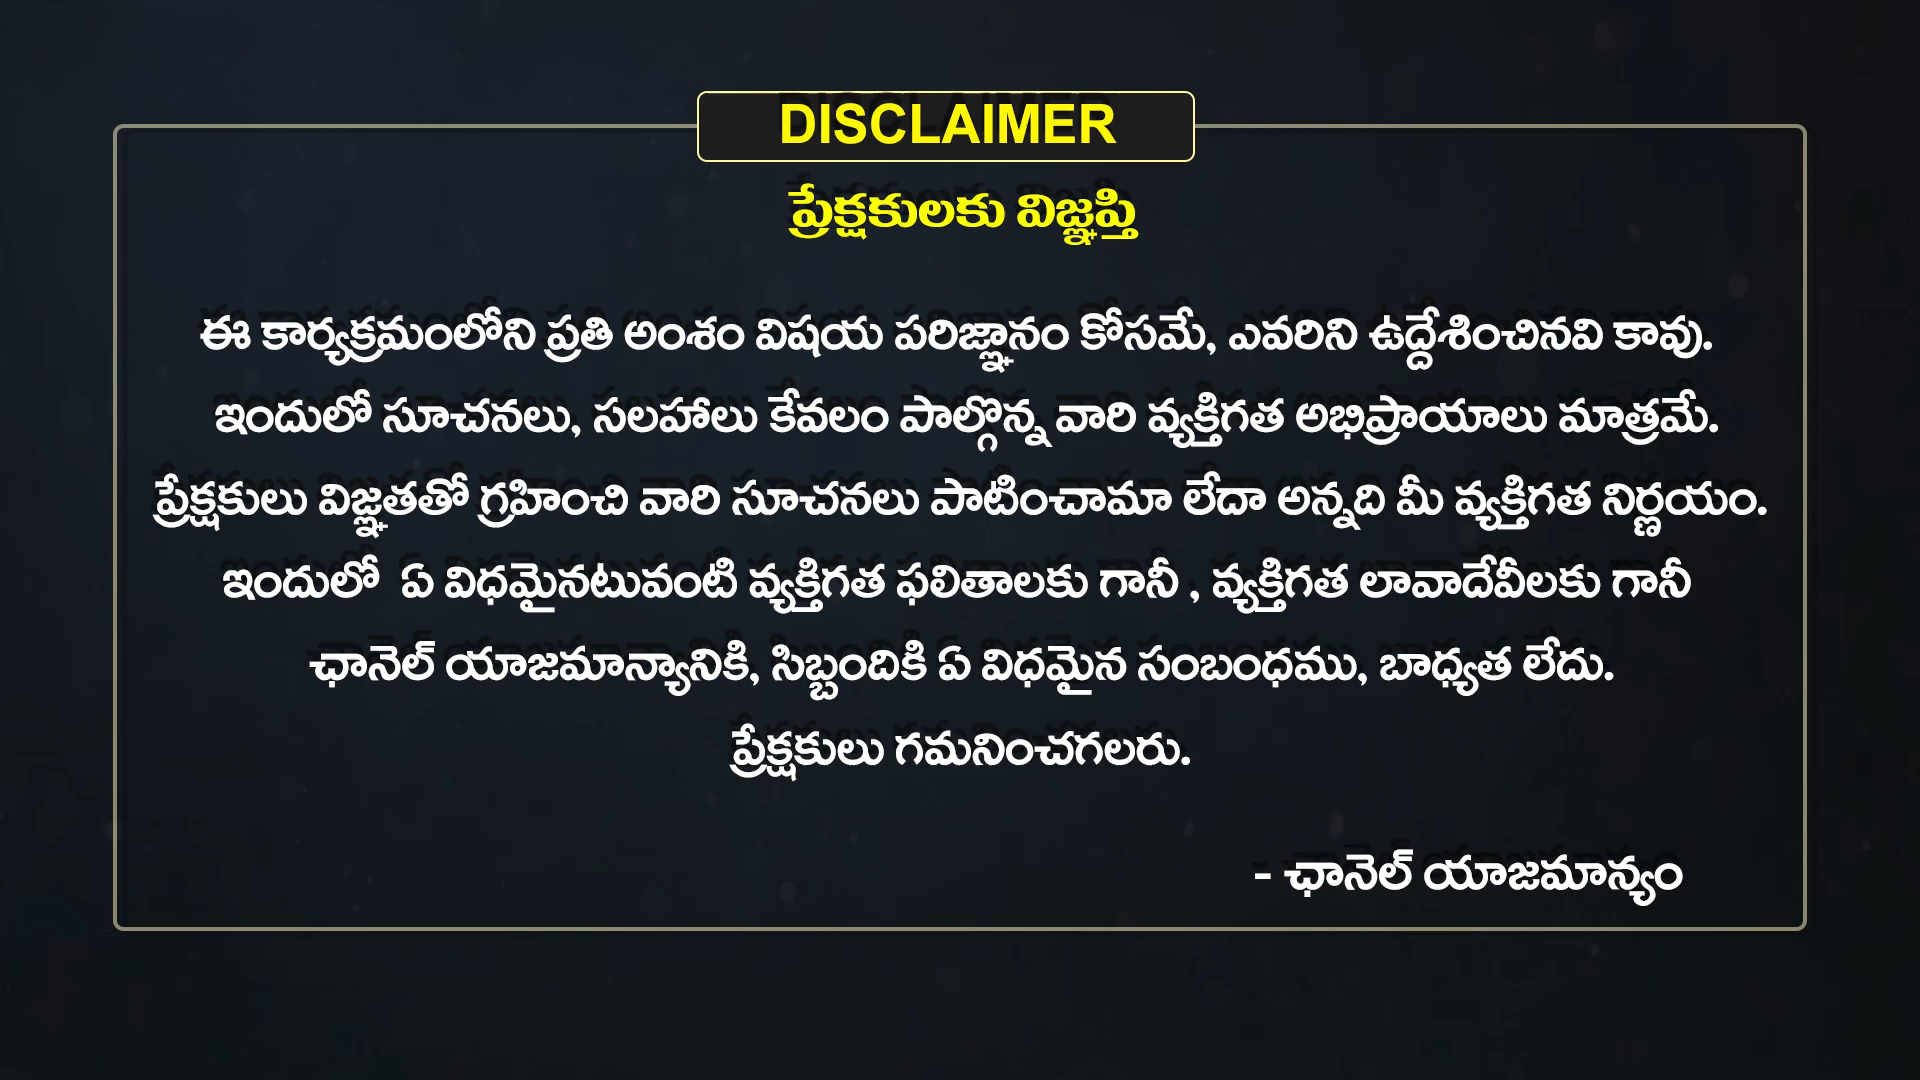 DISCLAIMER
ప్రేక్షకులకు విజ్ఞప్తి
ఈ కార్యక్రమంలోని ప్రతి అంశం విషయ పరిజ్ఞానం కోసమే, ఎవరిని ఉద్దేశించినవి కావు.
ఇందులో సూచనలు, సలహాలు కేవలం పాల్గొన్న వారి వ్యక్తిగత అభిప్రాయాలు మాత్రమే.
ప్రేక్షకులు విజ్ఞతతో గ్రహించి వారి సూచనలు పాటించామా లేదా అన్నది మీ వ్యక్తిగత నిర్ణయం.
ఇందులో ఏ విధమైనటువంటి వ్యక్తిగత ఫలితాలకు గానీ , వ్యక్తిగత లావాదేవీలకు గానీ
ఛానెల్ యాజమాన్యానికి, సిబ్బందికి ఏ విధమైన సంబంధము, బాధ్యత లేదు.
ప్రేక్షకులు గమనించగలరు.
- ఛానెల్ యాజమాన్యం